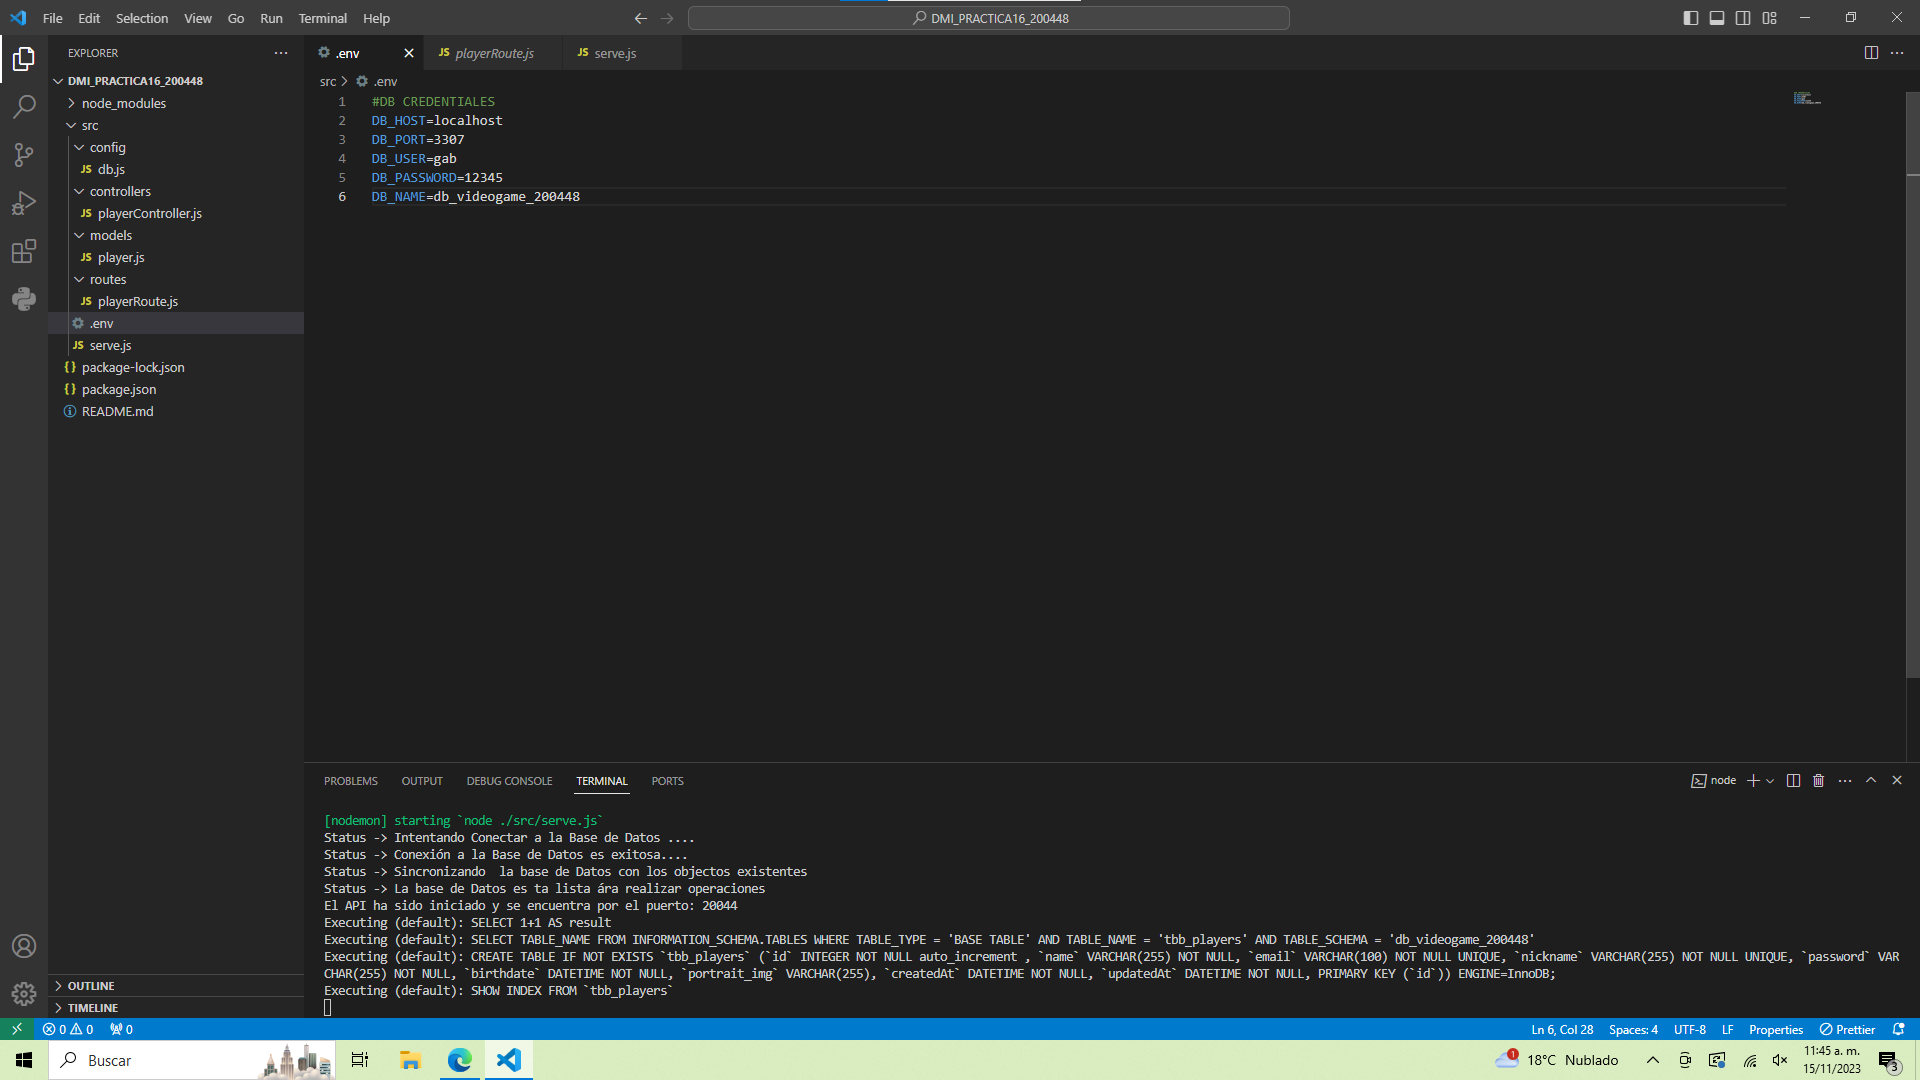 File Edit Selection View Go Run Terminal Help
DMI_PRACTICA16_200448
EXPLORER
DMI_PRACTICA16_200448
node_modules
src
config
JS db.js
controllers
JS playerController.js
models
JS player.js
routes
JS playerRoute.js
.env
JS serve.js
{} package-lock.json
{} package.json
README.md
OUTLINE
TIMELINE
.env
JS playerRoute.js
JS serve.js
src > .env
1 #DB CREDENTIALES
2 DB_HOST=localhost
3 DB_PORT=3307
4 DB_USER=gab
5 DB_PASSWORD=12345
6 DB_NAME=db_videogame_200448
PROBLEMS OUTPUT DEBUG CONSOLE TERMINAL PORTS
node
[nodemon] starting `node ./src/serve.js`
Status -> Intentando Conectar a la Base de Datos ....
Status -> Conexión a la Base de Datos es exitosa....
Status -> Sincronizando  la base de Datos con los objectos existentes
Status -> La base de Datos es ta lista ára realizar operaciones
El API ha sido iniciado y se encuentra por el puerto: 20044
Executing (default): SELECT 1+1 AS result
Executing (default): SELECT TABLE_NAME FROM INFORMATION_SCHEMA.TABLES WHERE TABLE_TYPE = 'BASE TABLE' AND TABLE_NAME = 'tbb_players' AND TABLE_SCHEMA = 'db_videogame_200448'
Executing (default): CREATE TABLE IF NOT EXISTS `tbb_players` (`id` INTEGER NOT NULL auto_increment , `name` VARCHAR(255) NOT NULL, `email` VARCHAR(100) NOT NULL UNIQUE, `nickname` VARCHAR(255) NOT NULL UNIQUE, `password` VAR
CHAR(255) NOT NULL, `birthdate` DATETIME NOT NULL, `portrait_img` VARCHAR(255), `createdAt` DATETIME NOT NULL, `updatedAt` DATETIME NOT NULL, PRIMARY KEY (`id`)) ENGINE=InnoDB;
Executing (default): SHOW INDEX FROM `tbb_players`
0 0 0
Ln 6, Col 28 Spaces: 4 UTF-8 LF Properties Prettier
Buscar
1 18°C Nublado
11:45 a. m.
15/11/2023
3